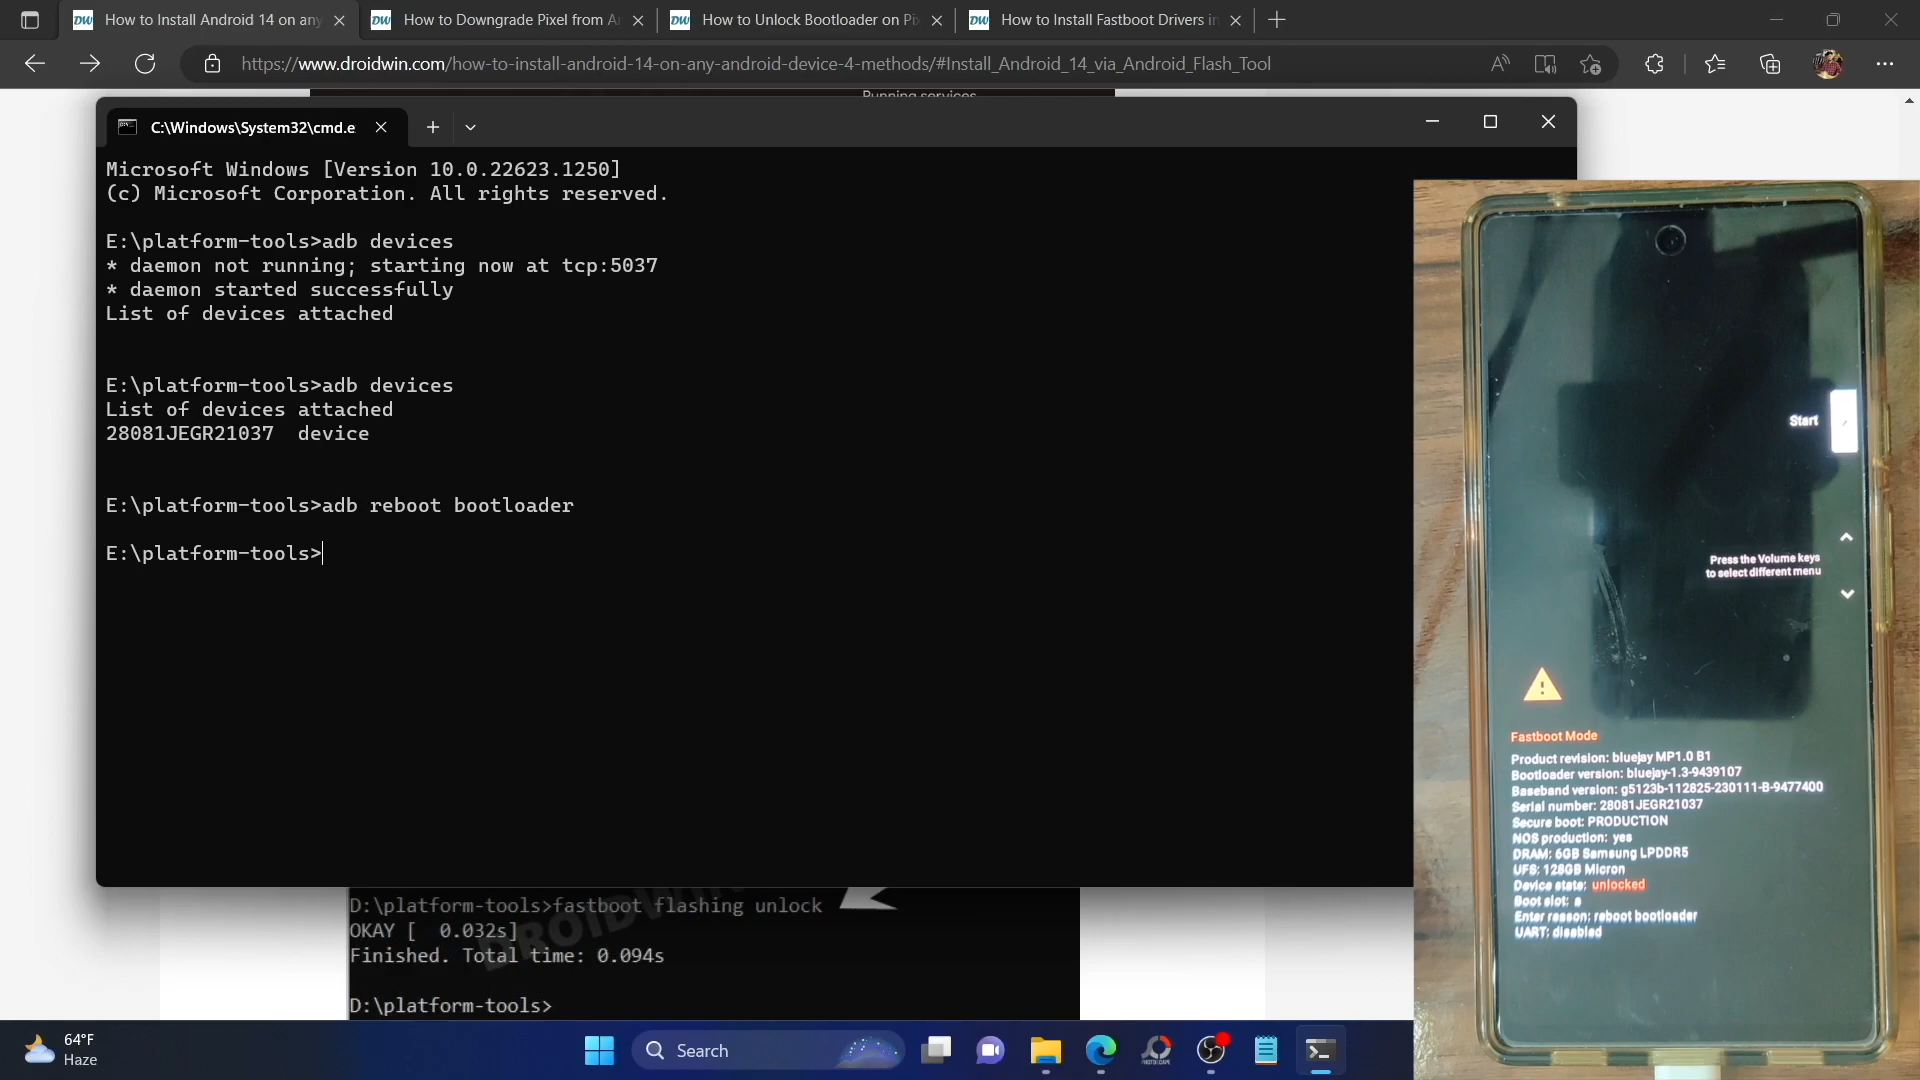 How to Install Android 14 on any
How to Downgrade Pixel from A
How to Unlock Bootloader on Pi
How to Install Fastboot Drivers in
https://www.droidwin.com/how-to-install-android-14-on-any-android-device-4-methods/#Install_Android_14_via_Android_Flash_Tool
Running services
C:\Windows\System32\cmd.e
Microsoft Windows [Version 10.0.22623.1250]
(c) Microsoft Corporation. All rights reserved.
E:\platform-tools>adb devices
* daemon not running; starting now at tcp:5037
* daemon started successfully
List of devices attached
E:\platform-tools>adb devices
List of devices attached
28081JEGR21037  device
E:\platform-tools>adb reboot bootloader
E:\platform-tools>
Start
Press the Volume keys
to select different menu
Fastboot Mode
Product revision: bluejay MP1.0 B1
Bootloader version: bluejay-1.3-9439107
Baseband version: g5123b-112825-230111-B-9477400
Serial number: 28081JEGR21037
Secure boot: PRODUCTION
NOS production: yes
DRAM: 6GB Samsung LPDDR5
UFS: 128GB Micron
Device state: unlocked
Boot slot: a
Enter reason: reboot bootloader
UART: disabled
D:\platform-tools>fastboot flashing unlock
OKAY [  0.032s]
Finished. Total time: 0.094s
DROIDWIN
D:\platform-tools>
64°F
Haze
Search